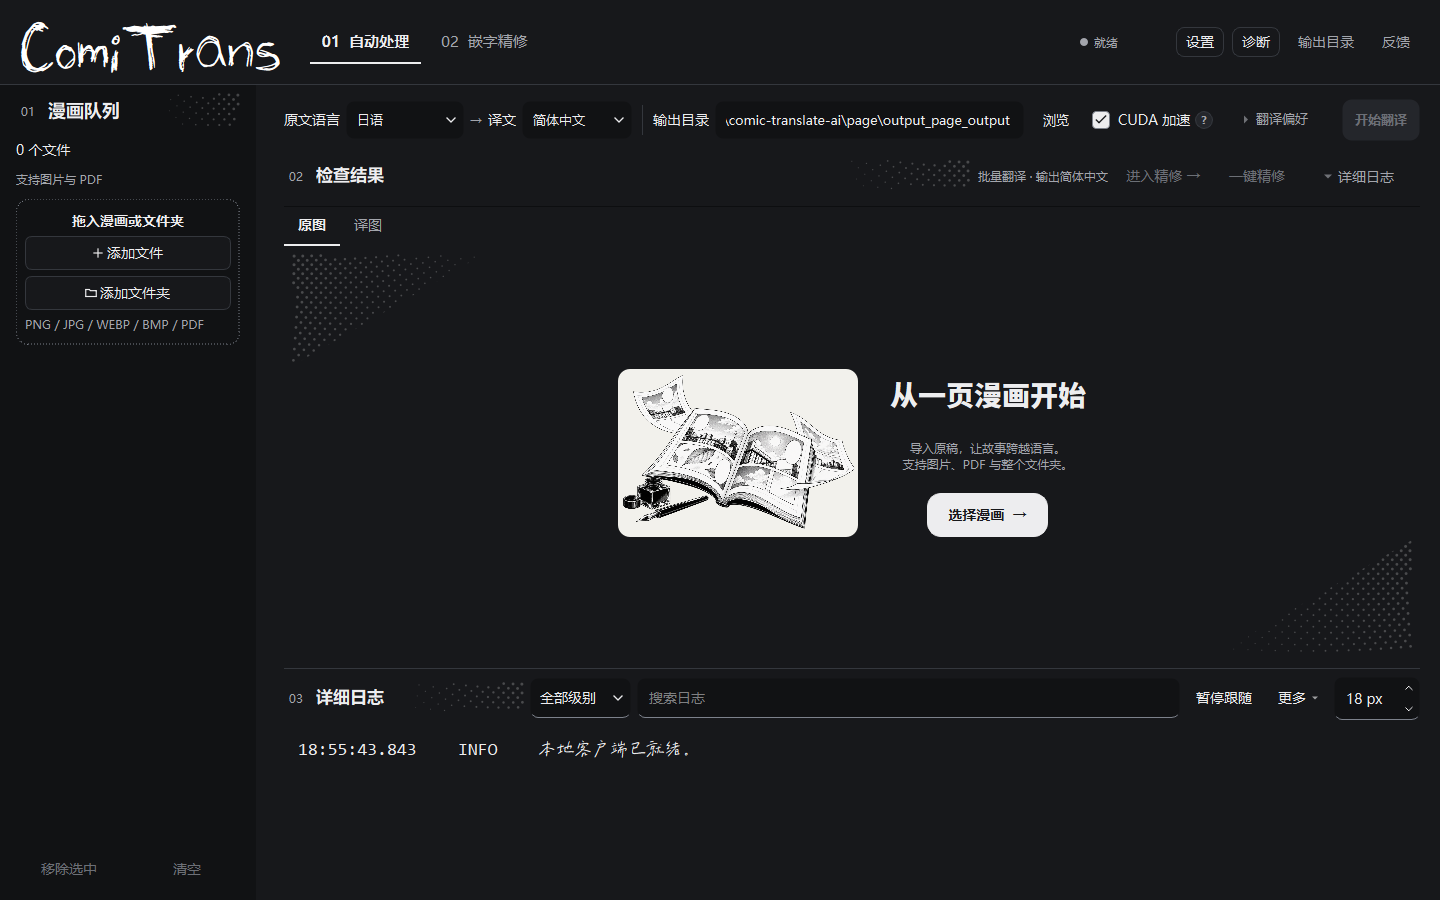 ComiTrans
01 自动处理
02 嵌字精修
就绪
设置
诊断
输出目录
反馈
01 漫画队列
0 个文件
支持图片与 PDF
拖入漫画或文件夹
+ 添加文件
添加文件夹
PNG / JPG / WEBP / BMP / PDF
移除选中
清空
原文语言 日语 → 译文 简体中文
输出目录 \comic-translate-ai\page\output_page_output 浏览
CUDA 加速 ?
翻译偏好
开始翻译
02 检查结果
批量翻译 · 输出简体中文
进入精修 →
一键精修
详细日志
原图
译图
从一页漫画开始
导入原稿，让故事跨越语言。
支持图片、PDF 与整个文件夹。
选择漫画 →
03 详细日志
全部级别
搜索日志
暂停跟随
更多
18 px
18:55:43.843 INFO 本地客户端已就绪.